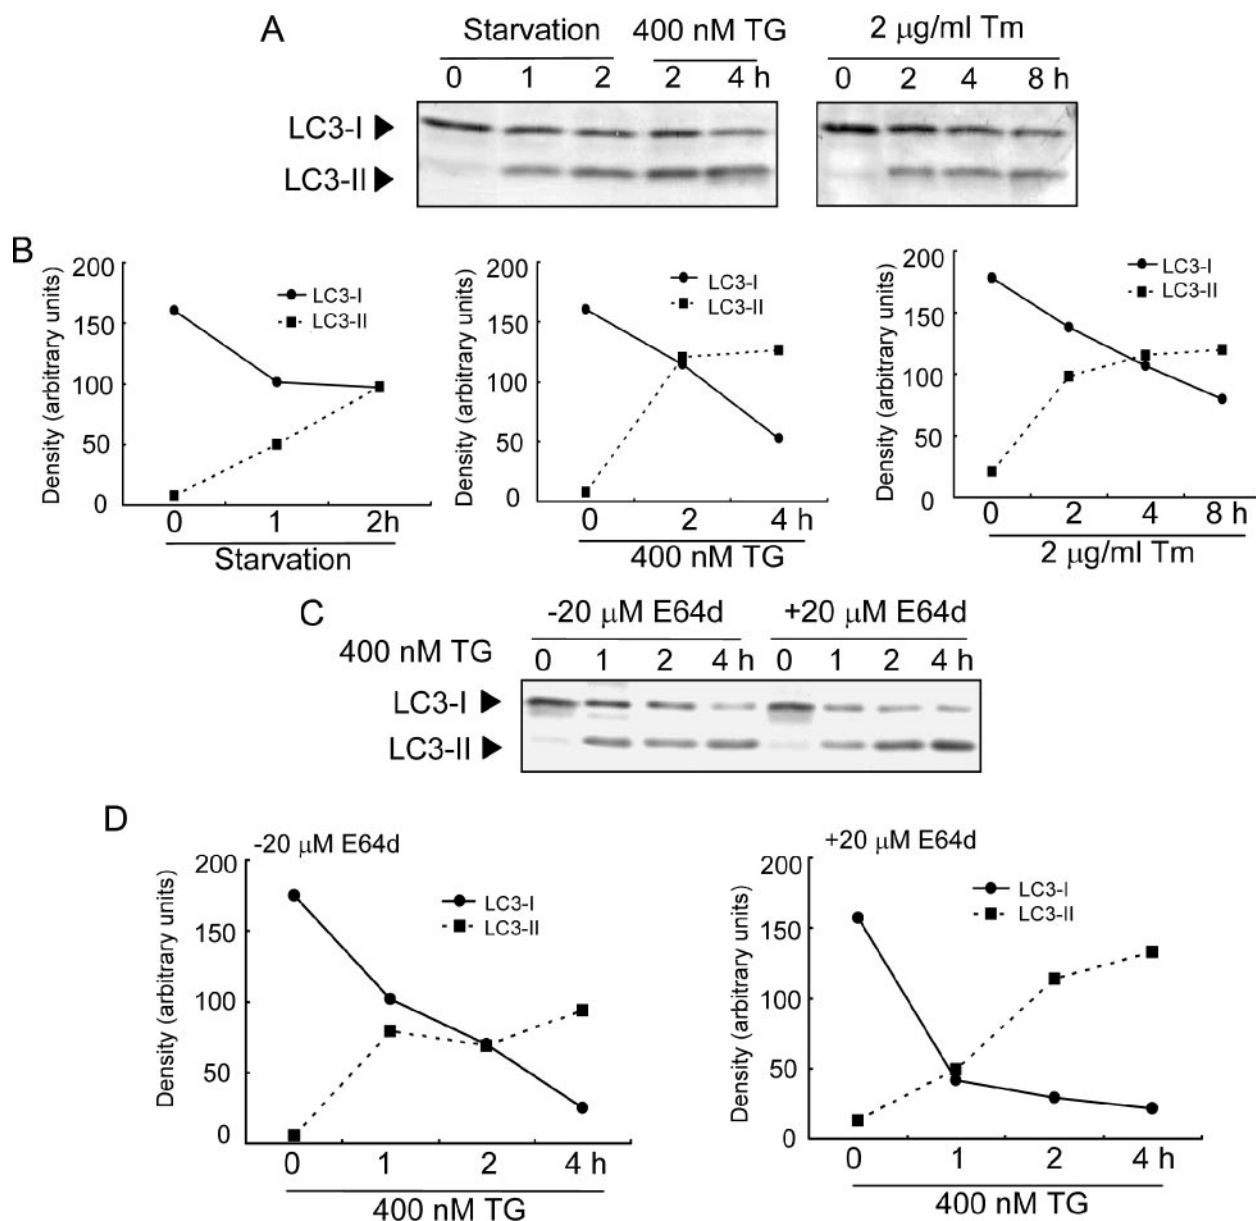 A
Starvation 400 nM TG 2 μg/ml Tm
0 1 2 2 4 h 0 2 4 8 h
LC3-I
LC3-II
B
Density (arbitrary units)
200
150
100
50
0
LC3-I
LC3-II
0 1 2h
Starvation
Density (arbitrary units)
200
150
100
50
0
LC3-I
LC3-II
0 2 4 h
400 nM TG
Density (arbitrary units)
200
150
100
50
0
LC3-I
LC3-II
0 2 4 8 h
2 μg/ml Tm
C
-20 μM E64d +20 μM E64d
400 nM TG 0 1 2 4 h 0 1 2 4 h
LC3-I
LC3-II
D
-20 μM E64d
Density (arbitrary units)
200
150
100
50
0
LC3-I
LC3-II
0 1 2 4 h
400 nM TG
+20 μM E64d
Density (arbitrary units)
200
150
100
50
0
LC3-I
LC3-II
0 1 2 4 h
400 nM TG